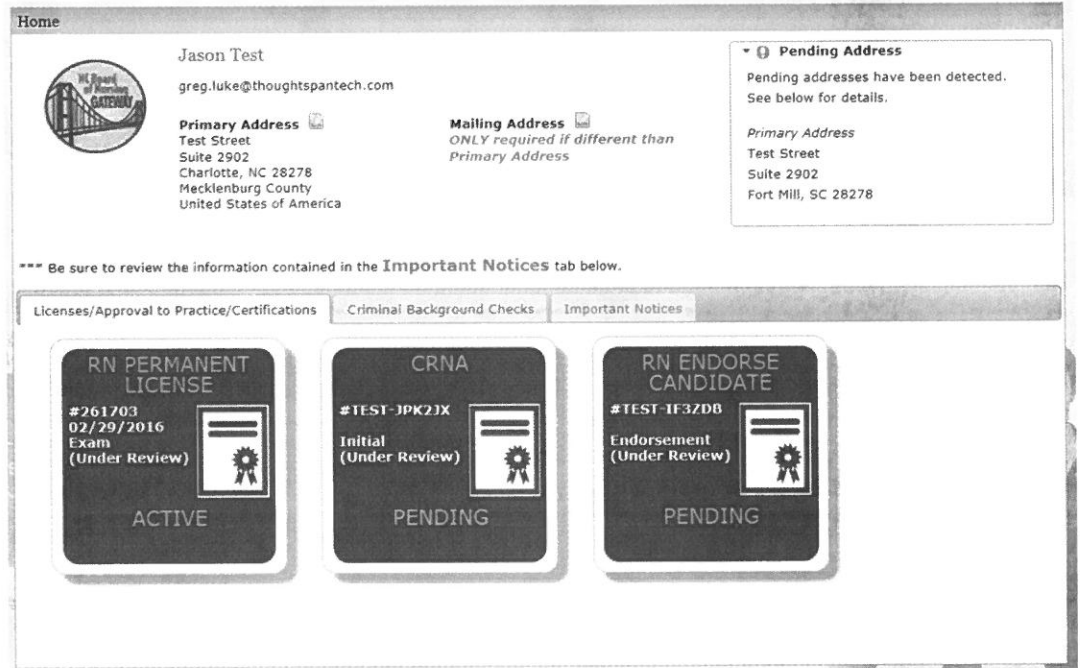 Home
NC Board
of Nursing
GATEWAY
Jason Test
greg.luke@thoughtspantech.com
Primary Address
Test Street
Suite 2902
Charlotte, NC 28278
Mecklenburg County
United States of America
Mailing Address
ONLY required if different than
Primary Address
Pending Address
Pending addresses have been detected.
See below for details.
Primary Address
Test Street
Suite 2902
Fort Mill, SC 28278
*** Be sure to review the information contained in the Important Notices tab below.
Licenses/Approval to Practice/Certifications
Criminal Background Checks
Important Notices
RN PERMANENT
LICENSE
#261703
02/29/2016
Exam
(Under Review)
ACTIVE
CRNA
#TEST-JPK2JX
Initial
(Under Review)
PENDING
RN ENDORSE
CANDIDATE
#TEST-IF3ZDB
Endorsement
(Under Review)
PENDING